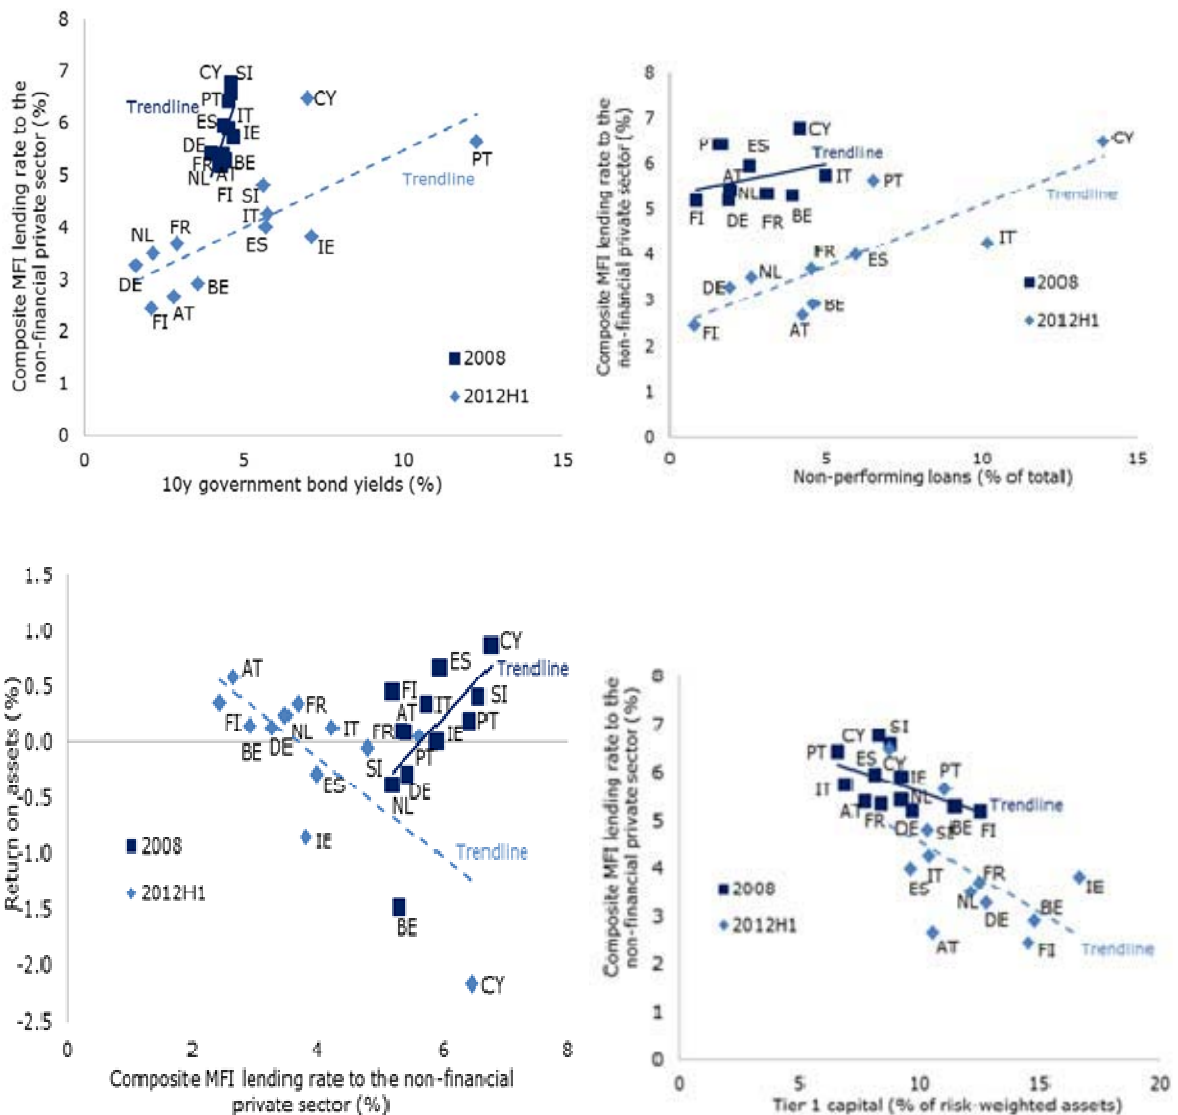 8
7
6
5
4
3
2
1
0
Composite MFI lending rate to the
non-financial private sector (%)
CY SI
CY
PT
Trendline
IT
ES
IE
DE
PT
FR
BE
NL
AT
Trendline
FI
SI
IT
FR
NL
ES
IE
DE
BE
FI AT
2008
2012H1
0 5 10 15
10y government bond yields (%)
8
7
6
5
4
3
2
1
0
Composite MFI lending rate to the
non-financial private sector (%)
CY
CY
ES
Trendline
AT
IT
PT
NL
Trendline
FI DE FR BE
IT
FR
ES
NL
DE
2008
BE
2012H1
FI AT
0 5 10 15
Non-performing loans (% of total)
1.5
1.0
0.5
0.0
-0.5
-1.0
-1.5
-2.0
-2.5
Return on assets (%)
CY
AT
ES
Trendline
FI
SI
FR
AT IT
FI
IT FR
PT
NL
IE
BE DE
PT
SI
ES
DE
NL
IE
Trendline
2008
2012H1
BE
CY
0 2 4 6 8
Composite MFI lending rate to the non-financial
private sector (%)
8
7
6
5
4
3
2
1
0
Composite MFI lending rate to the
non-financial private sector (%)
CY SI
PT
ES CY
PT
IT
IE
NL
Trendline
AT FR DE SI BE FI
IT
FR
ES
IE
NL
2008
DE
BE
2012H1
AT
FI
Trendline
0 5 10 15 20
Tier 1 capital (% of risk-weighted assets)